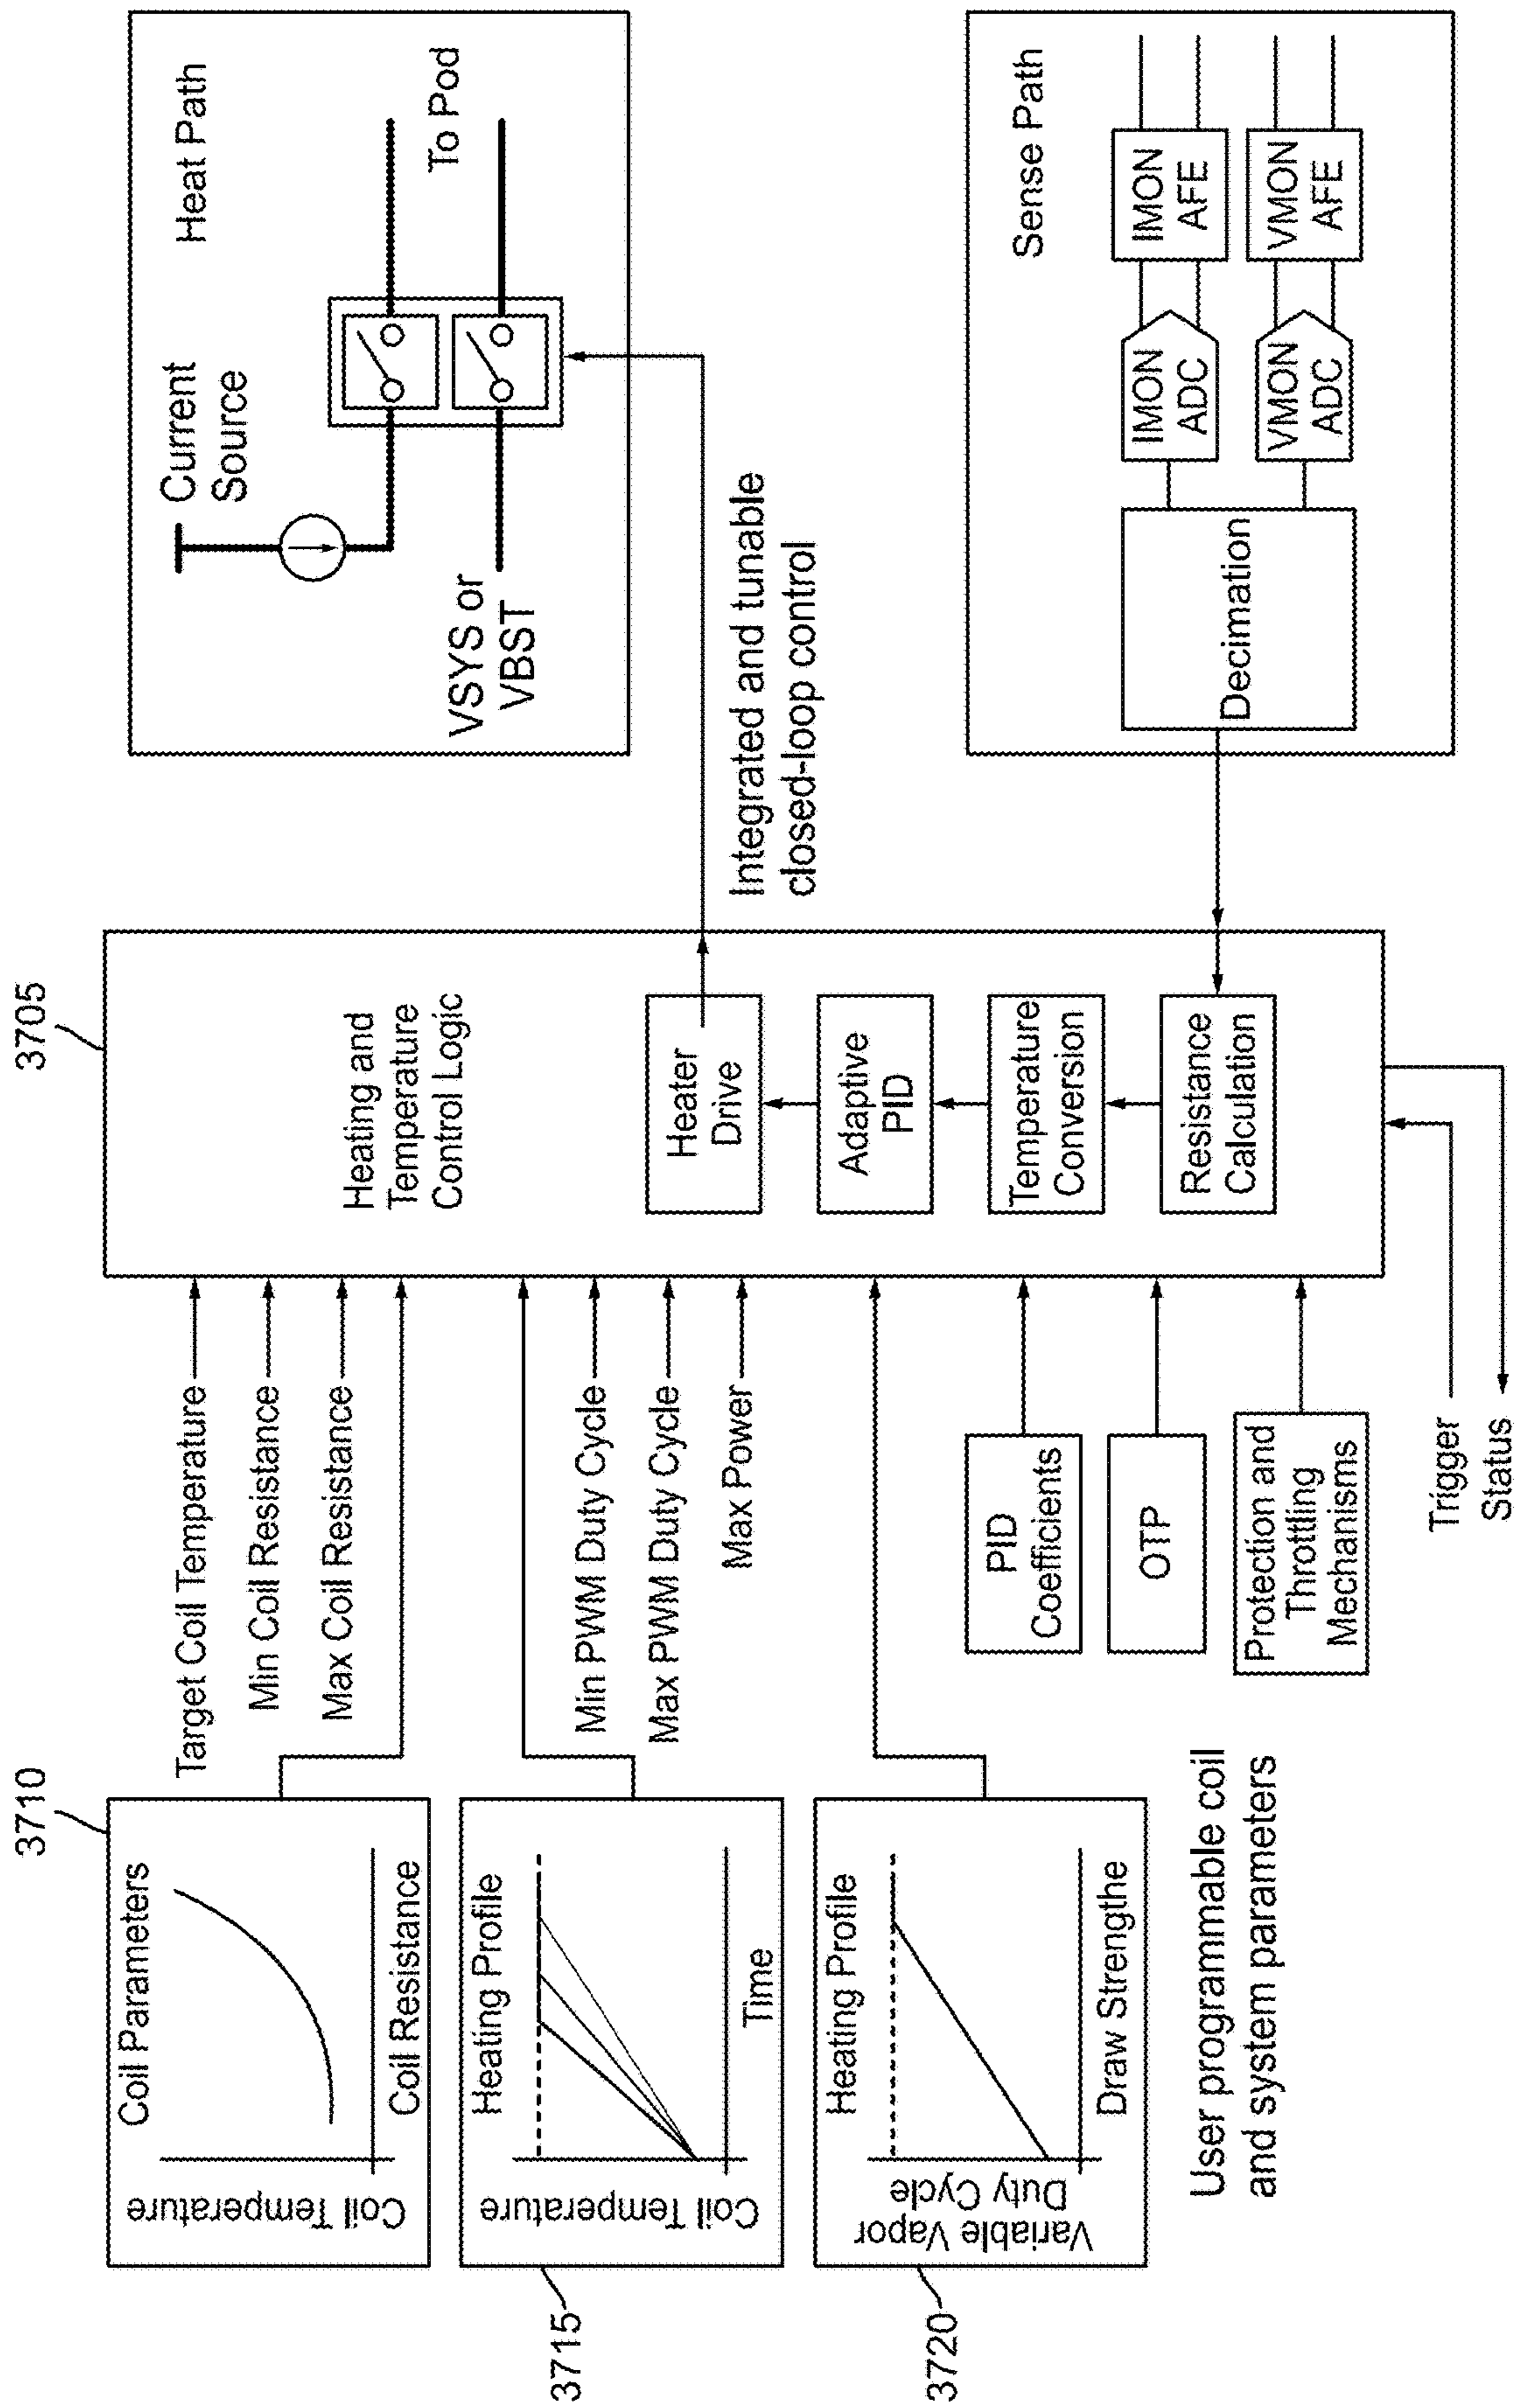 3710
Coil Parameters
Coil Temperature
Coil Resistance
3715
Heating Profile
Coil Temperature
Time
3720
Heating Profile
Variable Vapor
Duty Cycle
Draw Strengthe
User programmable coil
and system parameters
Target Coil Temperature
Min Coil Resistance
Max Coil Resistance
Min PWM Duty Cycle
Max PWM Duty Cycle
Max Power
PID
Coefficients
OTP
Protection and
Throttling
Mechanisms
Trigger
Status
3705
Heating and
Temperature
Control Logic
Heater
Drive
Adaptive
PID
Temperature
Conversion
Resistance
Calculation
Integrated and tunable
closed-loop control
Heat Path
Current
Source
VSYS or
VBST
To Pod
Sense Path
Decimation
IMON
ADC
IMON
AFE
VMON
ADC
VMON
AFE